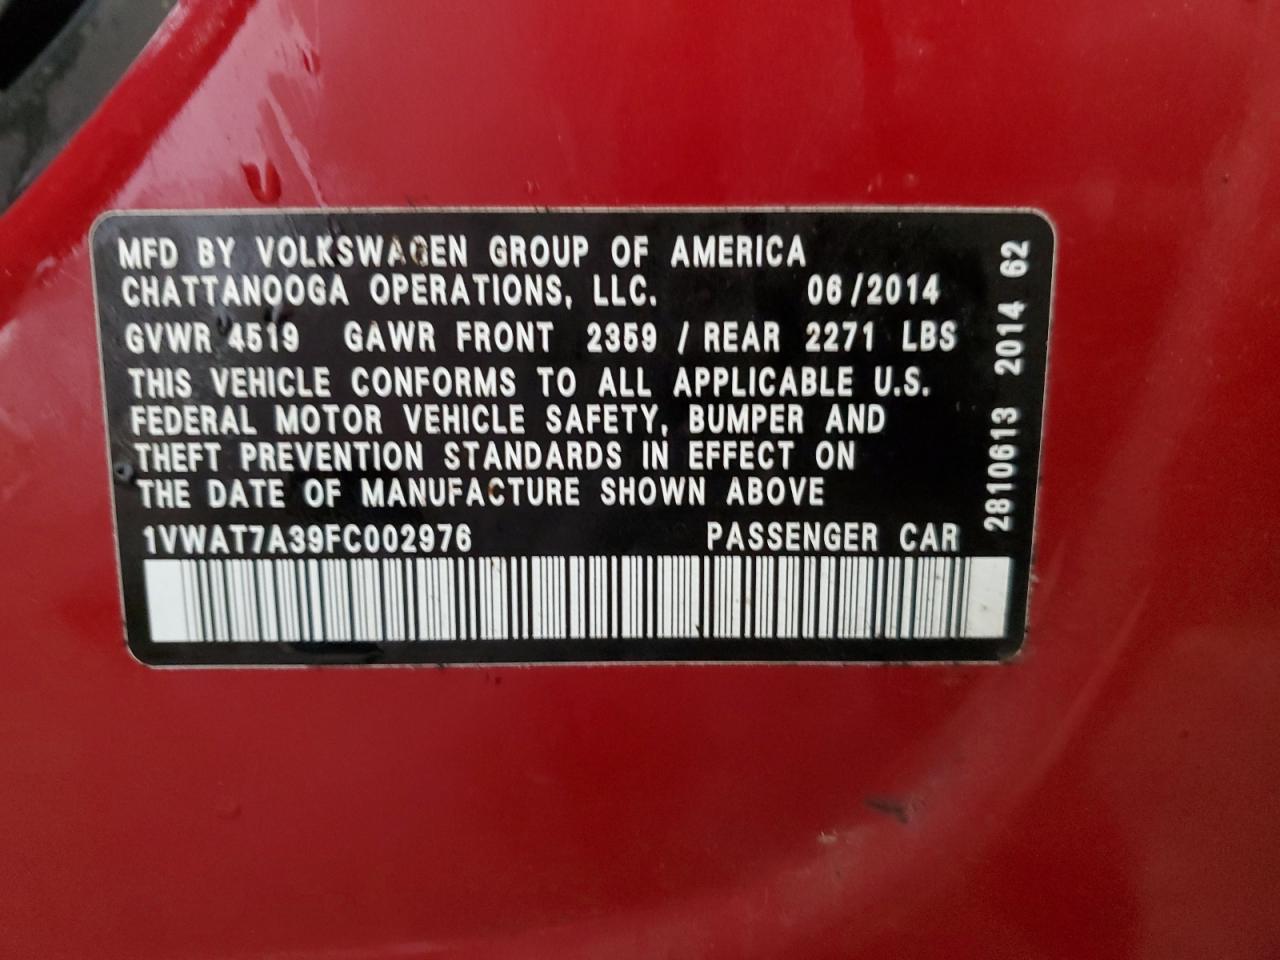 MFD BY VOLKSWAGEN GROUP OF AMERICA
CHATTANOOGA OPERATIONS, LLC. 06/2014
GVWR 4519 GAWR FRONT 2359 / REAR 2271 LBS
THIS VEHICLE CONFORMS TO ALL APPLICABLE U.S.
FEDERAL MOTOR VEHICLE SAFETY, BUMPER AND
THEFT PREVENTION STANDARDS IN EFFECT ON
THE DATE OF MANUFACTURE SHOWN ABOVE
1VWAT7A39FC002976 PASSENGER CAR
2810613 2014 62